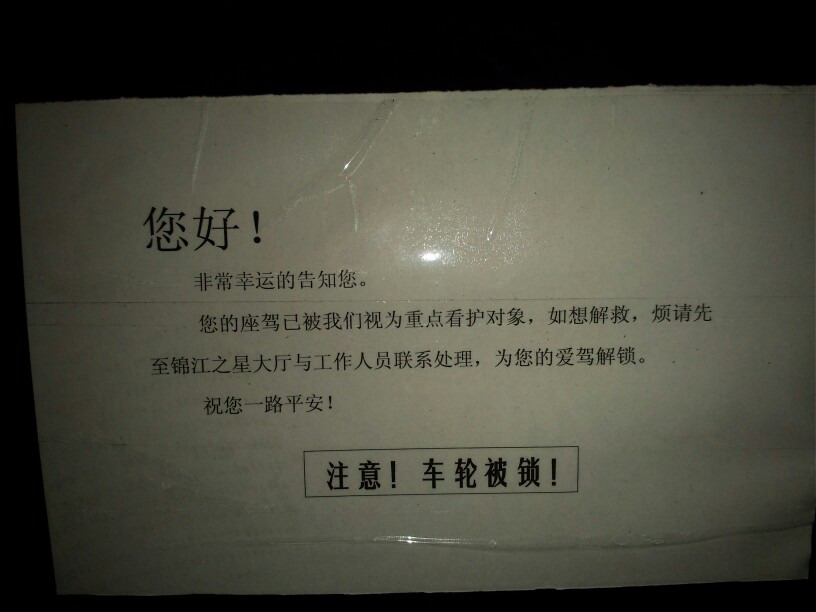 您好！
非常幸运的告知您。
您的座驾已被我们视为重点看护对象，如想解救，烦请先
至锦江之星大厅与工作人员联系处理，为您的爱驾解锁。
祝您一路平安！
注意！车轮被锁！